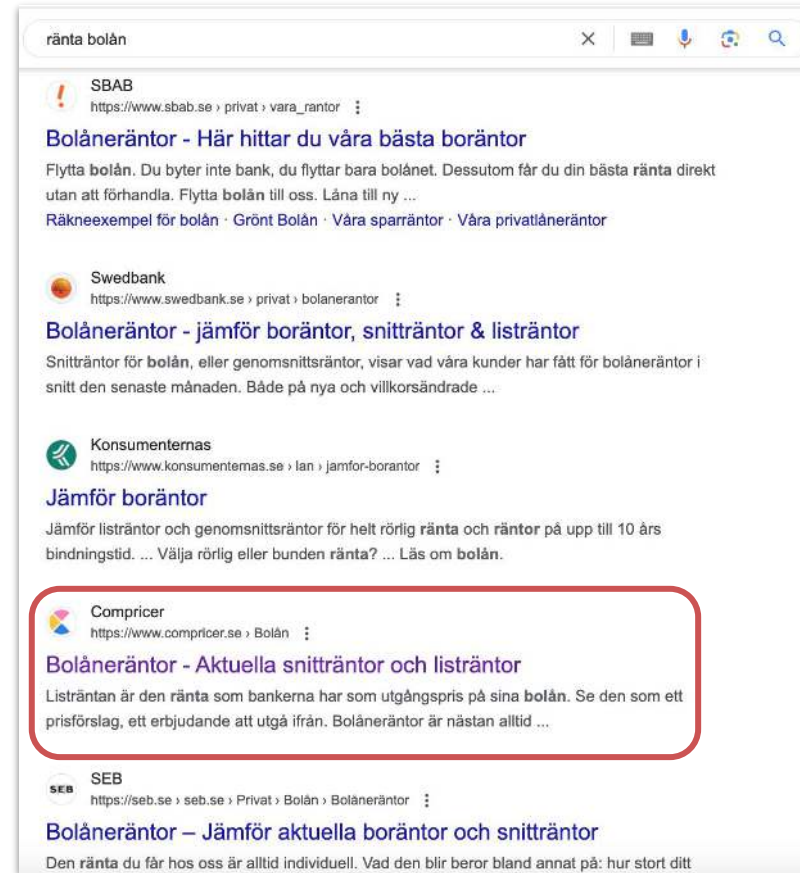 ränta bolån
SBAB
https://www.sbab.se › privat › vara_rantor
Bolåneräntor - Här hittar du våra bästa boräntor
Flytta bolån. Du byter inte bank, du flyttar bara bolånet. Dessutom får du din bästa ränta direkt
utan att förhandla. Flytta bolån till oss. Låna till ny ...
Räkneexempel för bolån · Grönt Bolån · Våra sparräntor · Våra privatlåneräntor
Swedbank
https://www.swedbank.se › privat › bolanerantor
Bolåneräntor - jämför boräntor, snitträntor & listräntor
Snitträntor för bolån, eller genomsnittsräntor, visar vad våra kunder har fått för bolåneräntor i
snitt den senaste månaden. Både på nya och villkorsändrade ...
Konsumenternas
https://www.konsumenternas.se › lan › jamfor-borantor
Jämför boräntor
Jämför listräntor och genomsnittsräntor för helt rörlig ränta och räntor på upp till 10 års
bindningstid. ... Välja rörlig eller bunden ränta? ... Läs om bolån.
Compricer
https://www.compricer.se › Bolån
Bolåneräntor - Aktuella snitträntor och listräntor
Listräntan är den ränta som bankerna har som utgångspris på sina bolån. Se den som ett
prisförslag, ett erbjudande att utgå ifrån. Bolåneräntor är nästan alltid ...
SEB
SEB
https://seb.se › seb.se › Privat › Bolån › Bolåneräntor
Bolåneräntor – Jämför aktuella boräntor och snitträntor
Den ränta du får hos oss är alltid individuell. Vad den blir beror bland annat på: hur stort ditt